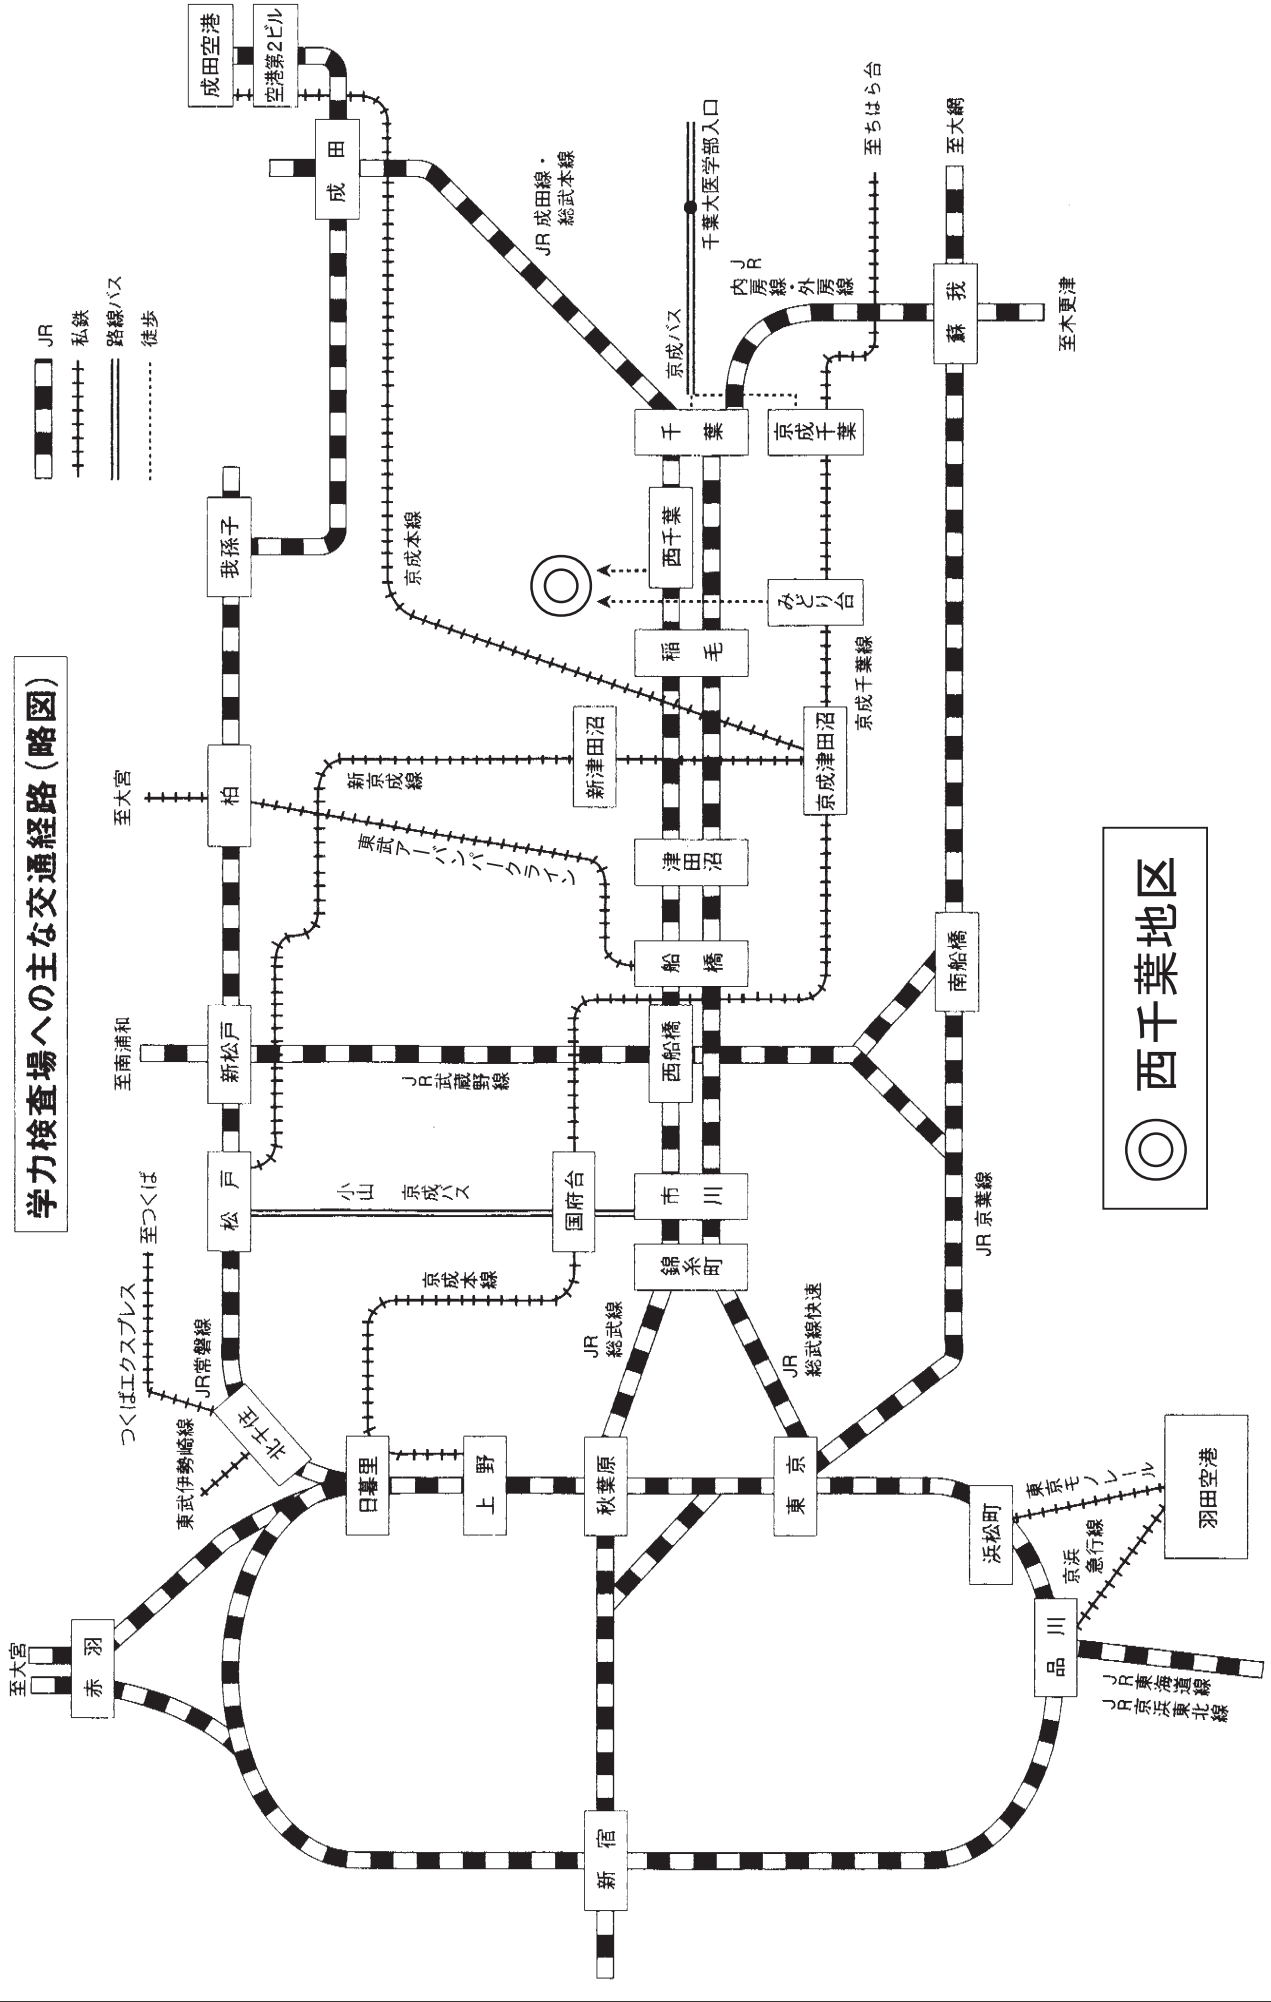 学力検査場への主な交通経路（略図）
JR
私鉄
路線バス
徒歩
至大宮
赤羽
東武伊勢崎線
つくばエクスプレス
至つくば
北千住
JR常磐線
松戸
至南浦和
新松戸
至大宮
柏
我孫子
成田
成田空港
空港第2ビル
日暮里
上野
京成本線
小山
京成バス
JR武蔵野線
東武アーバンパークライン
新京成線
京成本線
JR成田線・
総武本線
新宿
秋葉原
JR
総武線
国府台
新津田沼
東京
JR
総武線快速
錦糸町
市川
西船橋
船橋
津田沼
稲毛
西千葉
千葉
京成バス
千葉大医学部入口
京成津田沼
京成千葉線
みどり台
京成千葉
JR
内房線・外房線
至ちはら台
浜松町
東京モノレール
京浜
急行線
羽田空港
品川
JR東海道線
JR京浜東北線
JR京葉線
南船橋
蘇我
至大網
至木更津
◎ 西千葉地区